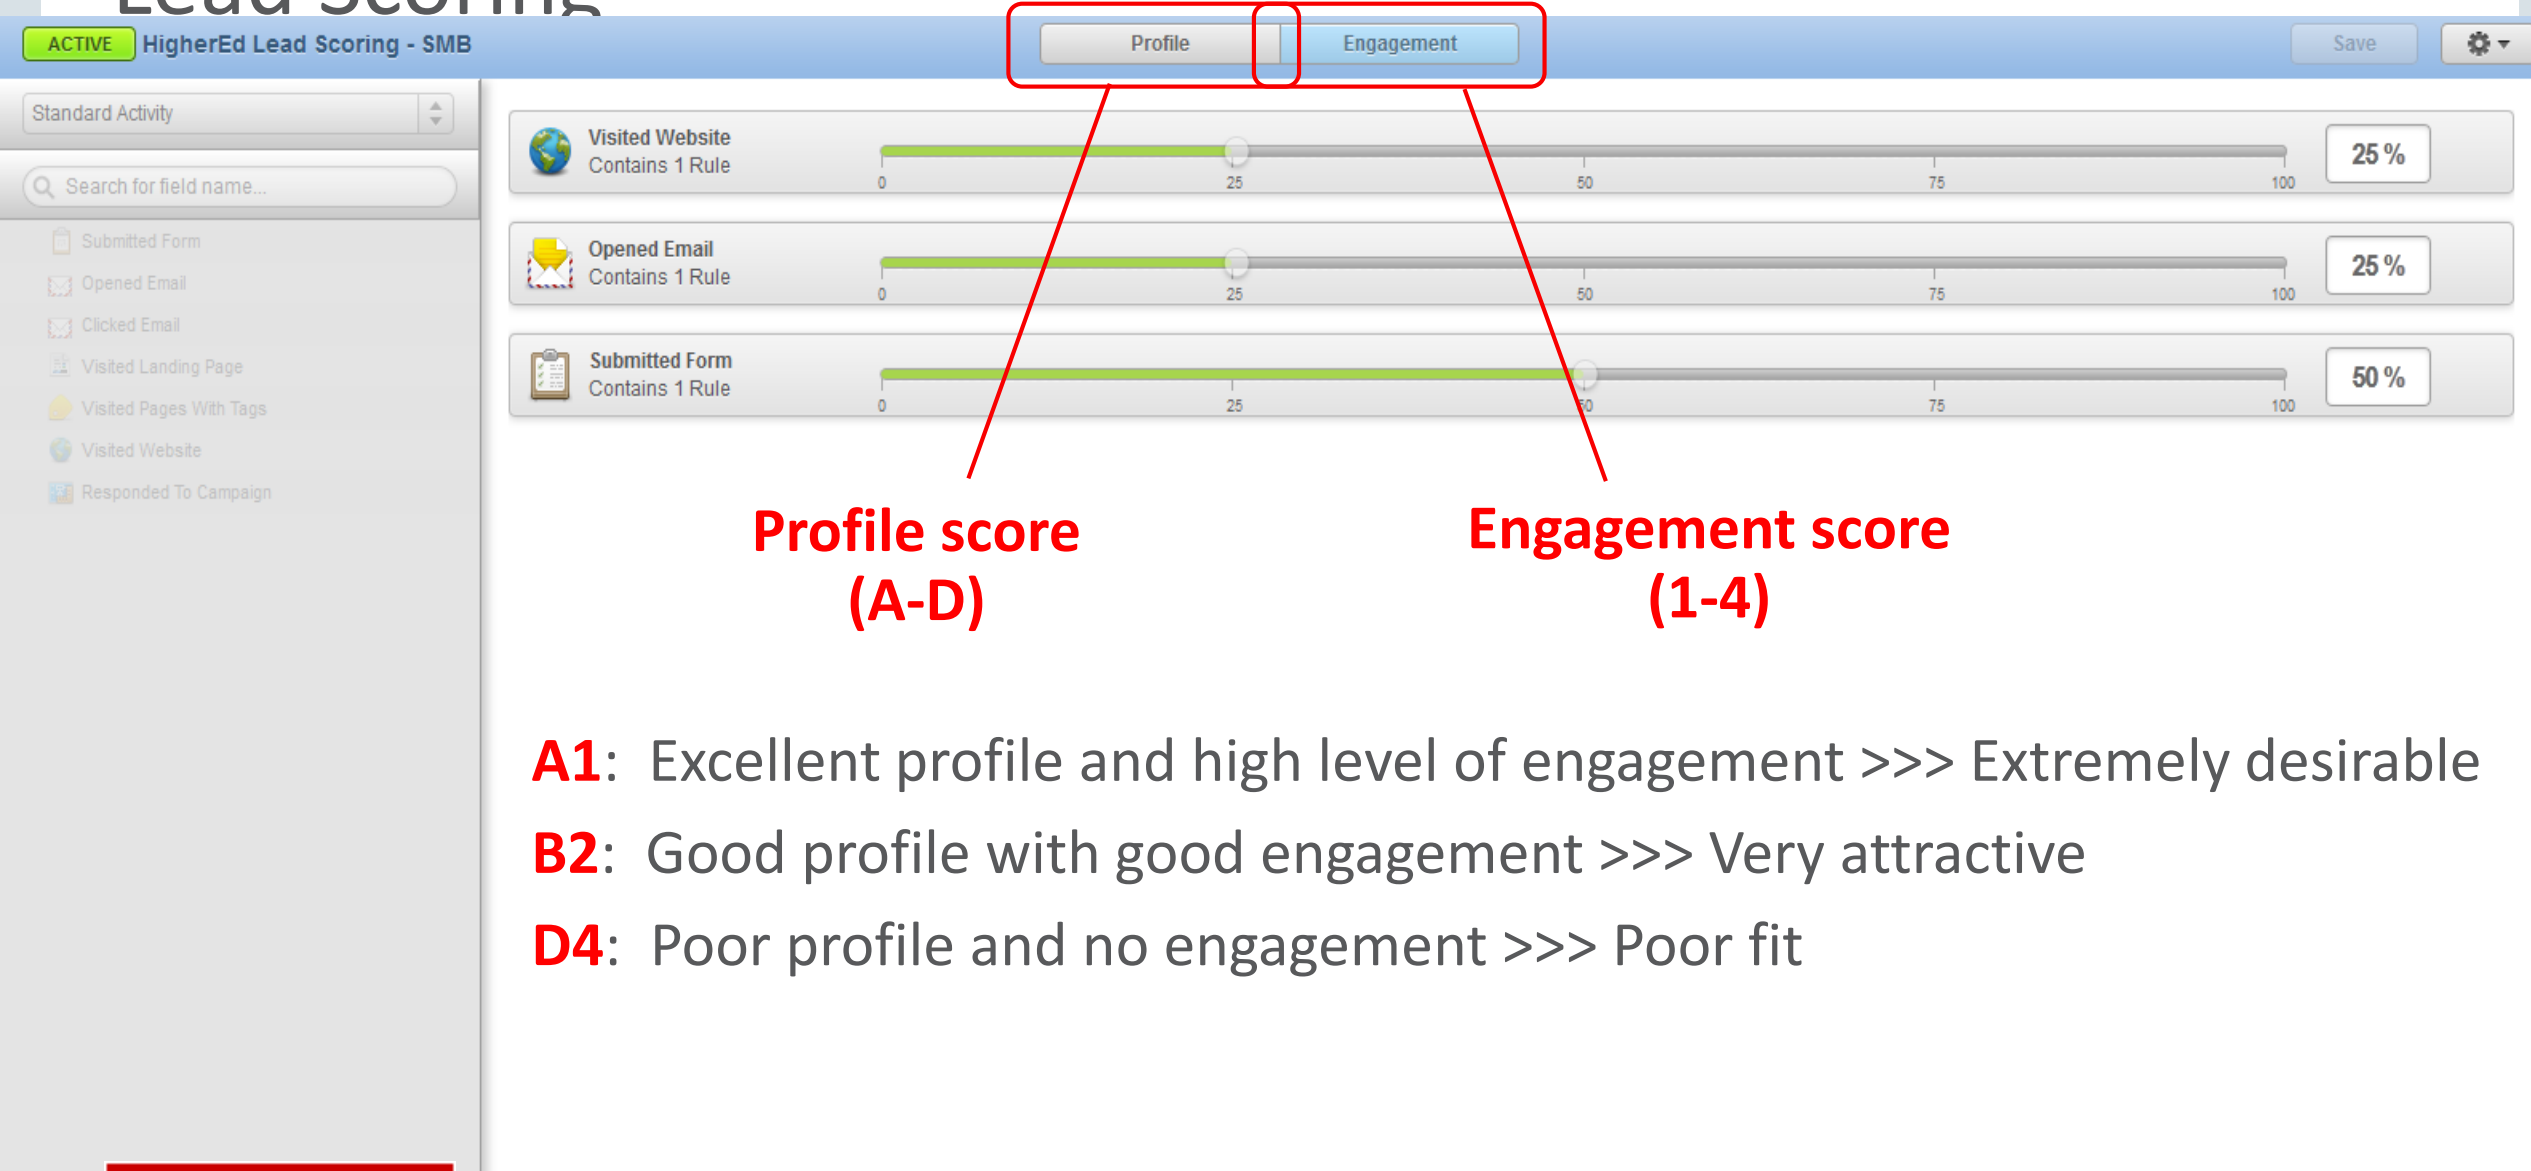 Lead Scoring
ACTIVE HigherEd Lead Scoring - SMB
Profile Engagement
Save
Standard Activity
Search for field name...
Submitted Form
Opened Email
Clicked Email
Visited Landing Page
Visited Pages With Tags
Visited Website
Responded To Campaign
Visited Website
Contains 1 Rule
0 25 50 75 100
25 %
Opened Email
Contains 1 Rule
0 25 50 75 100
25 %
Submitted Form
Contains 1 Rule
0 25 50 75 100
50 %
Profile score
(A-D)
Engagement score
(1-4)
A1: Excellent profile and high level of engagement >>> Extremely desirable
B2: Good profile with good engagement >>> Very attractive
D4: Poor profile and no engagement >>> Poor fit